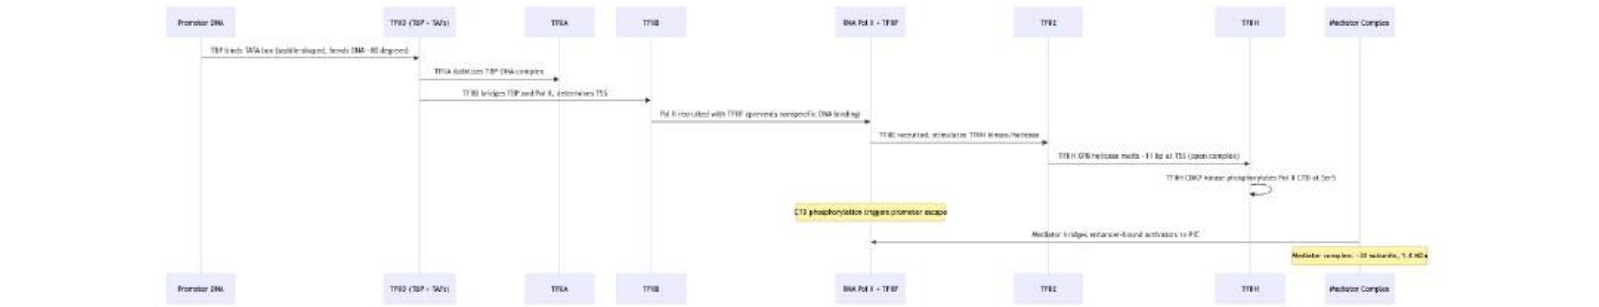 Promoter DNA
TFIID (TBP + TAFs)
TFIIA
TFIIB
RNA Pol II + TFIIF
TFIIE
TFIIH
Mediator Complex
TBP binds TATA box (saddle-shaped, bends DNA ~80 degrees)
TFIIA stabilizes TBP-DNA complex
TFIIB bridges TBP and Pol II, determines TSS
Pol II recruited with TFIIF (prevents nonspecific DNA binding)
TFIIE recruited, stimulates TFIIH kinase/helicase
TFIIH XPB helicase melts ~11 bp at TSS (open complex)
TFIIH CDK7 kinase phosphorylates Pol II CTD at Ser5
CTD phosphorylation triggers promoter escape
Mediator bridges enhancer-bound activators to PIC
Mediator complex: subunits, MDa
Promoter DNA
TFIID (TBP + TAFs)
TFIIA
TFIIB
RNA Pol II + TFIIF
TFIIE
TFIIH
Mediator Complex